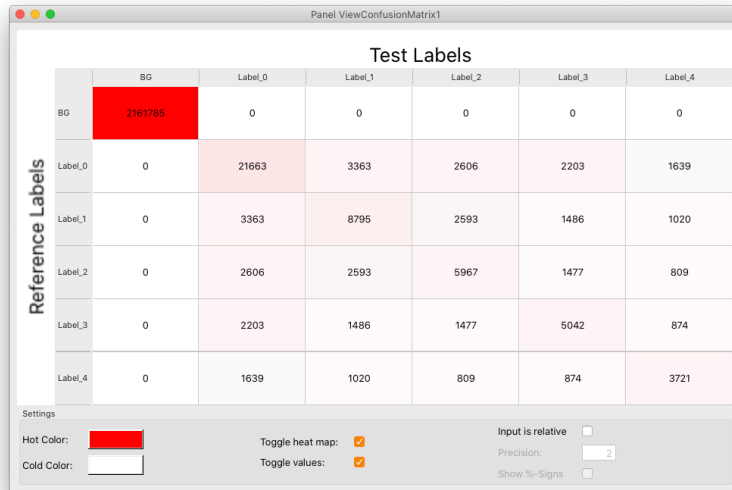 Panel ViewConfusionMatrix1
Test Labels
BG Label_0 Label_1 Label_2 Label_3 Label_4
Reference Labels
BG 2161785 0 0 0 0 0
Label_0 0 21663 3363 2606 2203 1639
Label_1 0 3363 8795 2593 1486 1020
Label_2 0 2606 2593 5967 1477 809
Label_3 0 2203 1486 1477 5042 874
Label_4 0 1639 1020 809 874 3721
Settings
Hot Color:
Cold Color:
Toggle heat map:
Toggle values:
Input is relative
Precision: 2
Show %-Signs